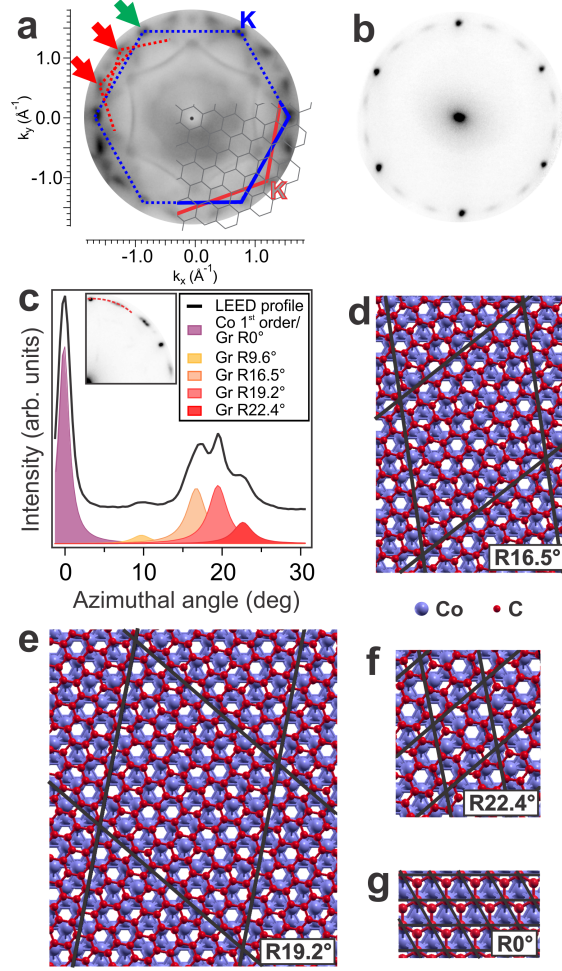 a
K
1.0
0.0
-1.0
k_y (Å⁻¹)
K
-1.0 0.0 1.0
k_x (Å⁻¹)
b
c
LEED profile
Co 1ˢᵗ order/
Gr R0°
Gr R9.6°
Gr R16.5°
Gr R19.2°
Gr R22.4°
Intensity (arb. units)
0 10 20 30
Azimuthal angle (deg)
d
R16.5°
Co C
e
R19.2°
f
R22.4°
g
R0°